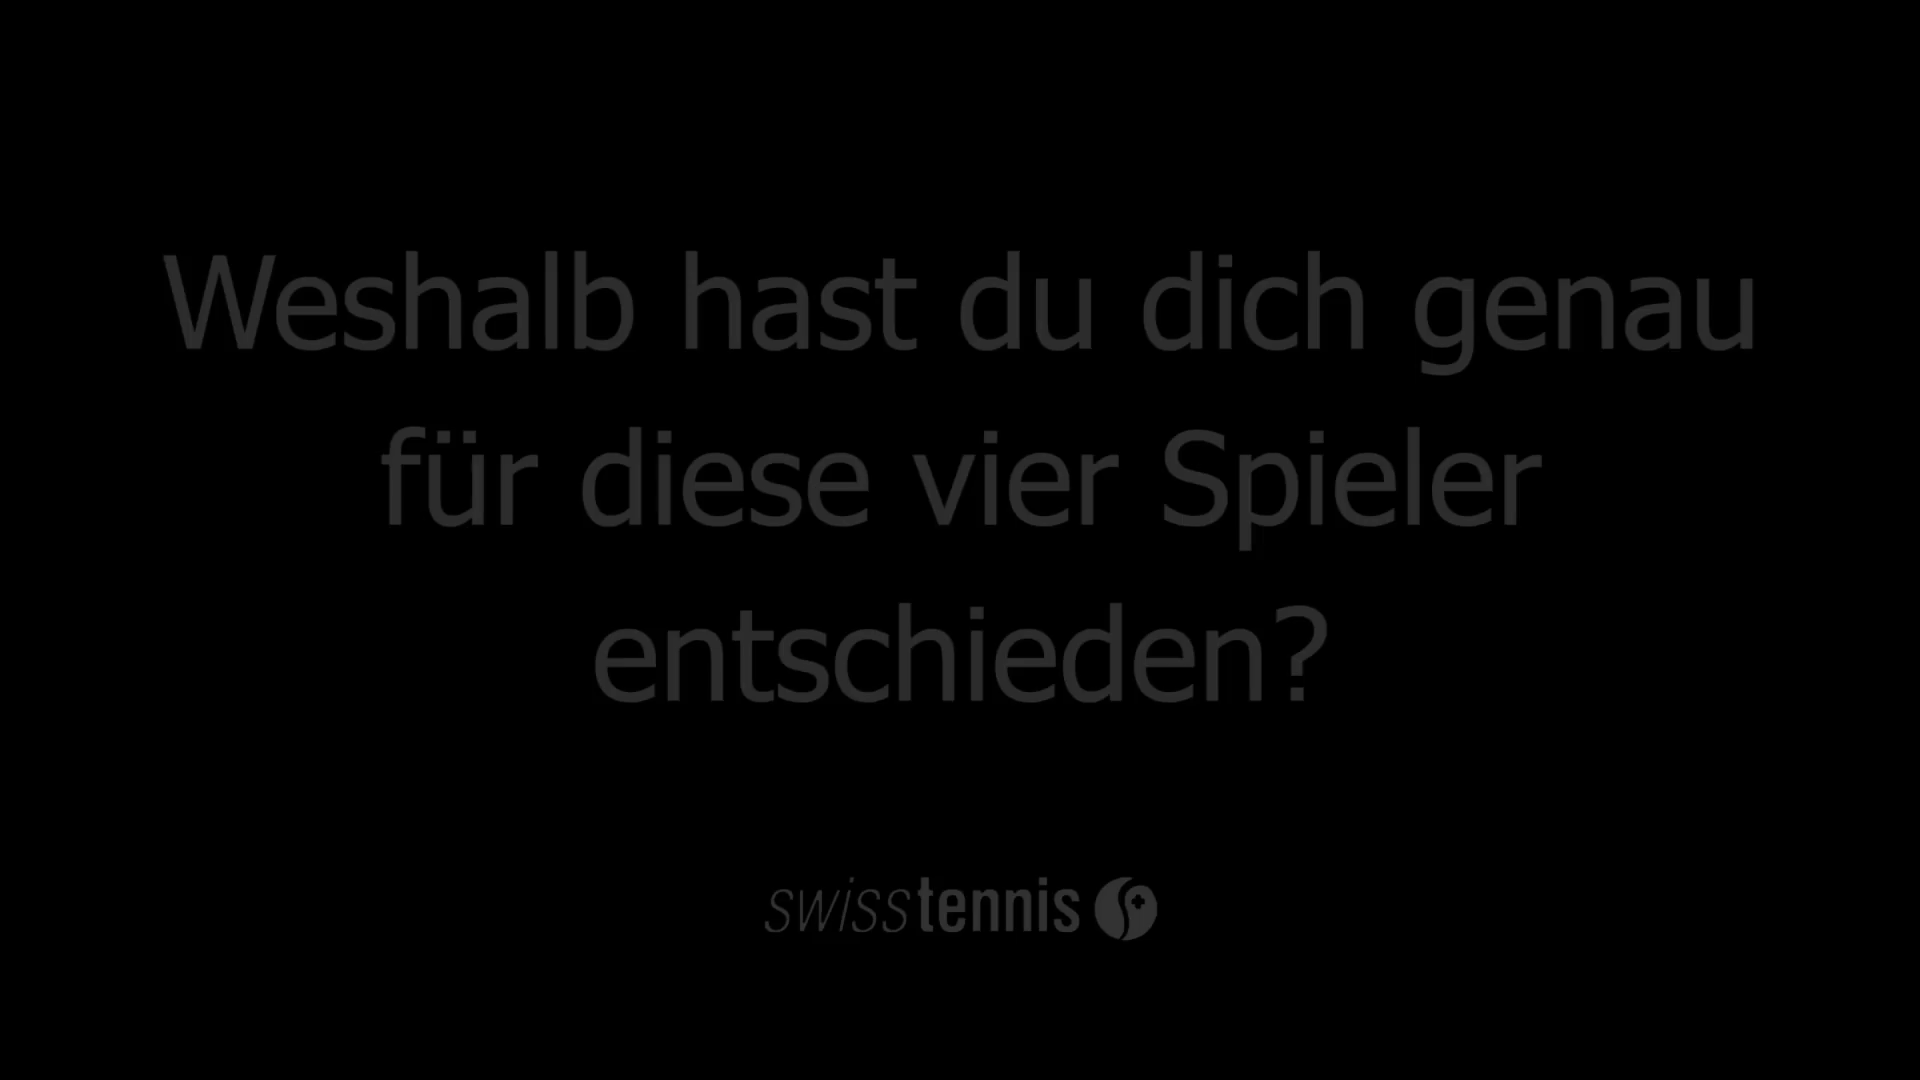 Weshalb hast du dich genau
für diese vier Spieler
entschieden?
swisstennis